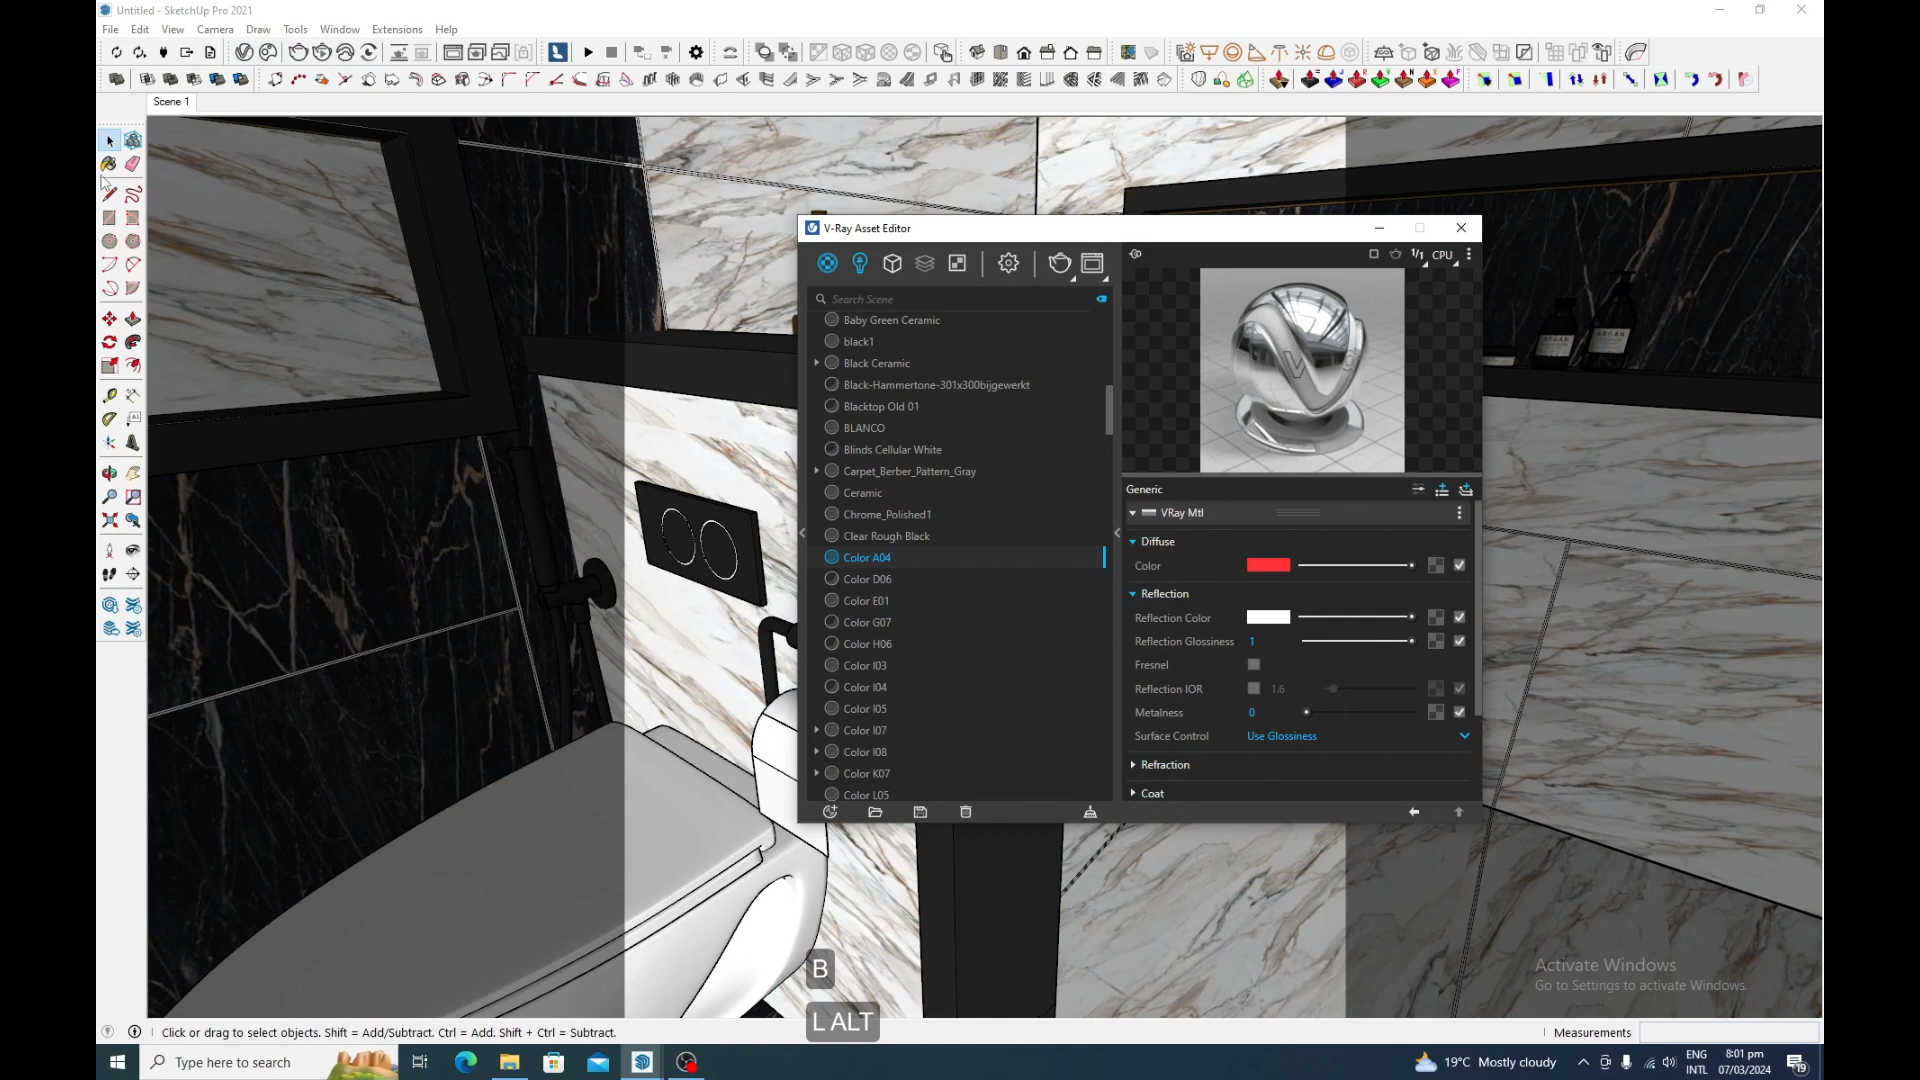 Untitled - SketchUp Pro 2021
File Edit View Camera Draw Tools Window Extensions Help
Scene 1
V-Ray Asset Editor
1/1 CPU
Search Scene
Baby Green Ceramic
black1
Black Ceramic
Black-Hammertone-301x300bijgewerkt
Blacktop Old 01
BLANCO
Blinds Cellular White
Carpet_Berber_Pattern_Gray
Ceramic
Chrome_Polished1
Clear Rough Black
Color A04
Color D06
Color E01
Color G07
Color H06
Color I03
Color I04
Color I05
Color I07
Color I08
Color K07
Color L05
Generic
VRay Mtl
Diffuse
Color
Reflection
Reflection Color
Reflection Glossiness 1
Fresnel
Reflection IOR 1.6
Metalness 0
Surface Control Use Glossiness
Refraction
Coat
ARGAN
ARGAN
B
L ALT
Activate Windows
Go to Settings to activate Windows.
Click or drag to select objects. Shift = Add/Subtract. Ctrl = Add. Shift + Ctrl = Subtract.
Measurements
Type here to search
19°C Mostly cloudy
ENG
INTL
8:01 pm
07/03/2024
19